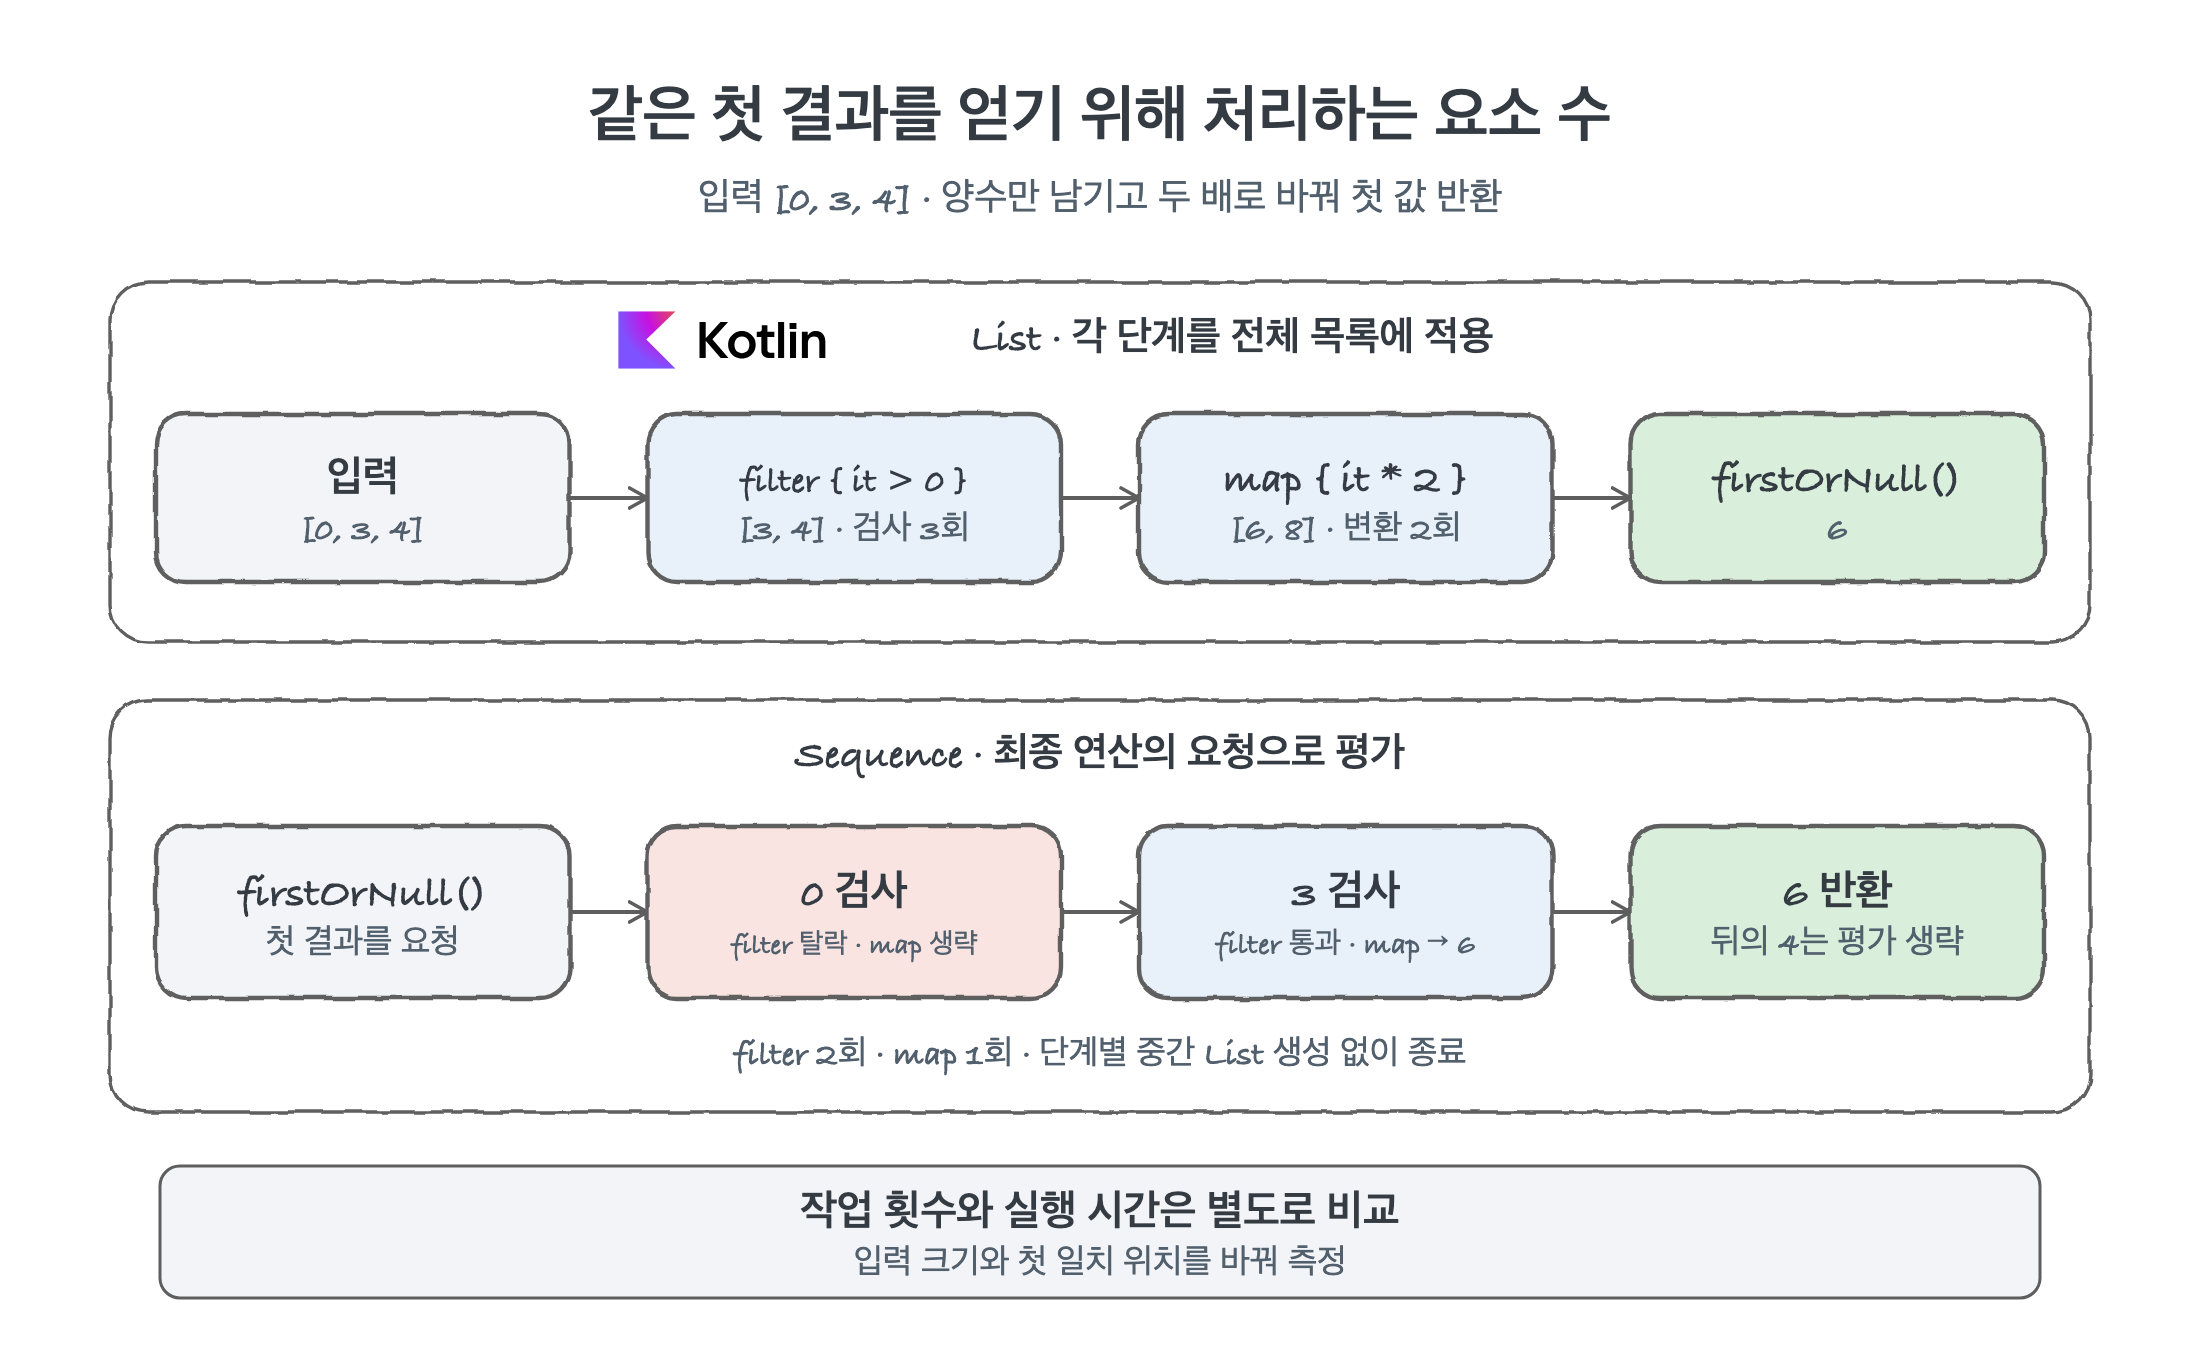 같은 첫 결과를 얻기 위해 처리하는 요소 수
입력 [0, 3, 4] · 양수만 남기고 두 배로 바꿔 첫 값 반환
Kotlin
List · 각 단계를 전체 목록에 적용
입력
[0, 3, 4]
filter { it > 0 }
[3, 4] · 검사 3회
map { it * 2 }
[6, 8] · 변환 2회
firstOrNull()
6
Sequence · 최종 연산의 요청으로 평가
firstOrNull()
첫 결과를 요청
0 검사
filter 탈락 · map 생략
3 검사
filter 통과 · map → 6
6 반환
뒤의 4는 평가 생략
filter 2회 · map 1회 · 단계별 중간 List 생성 없이 종료
작업 횟수와 실행 시간은 별도로 비교
입력 크기와 첫 일치 위치를 바꿔 측정